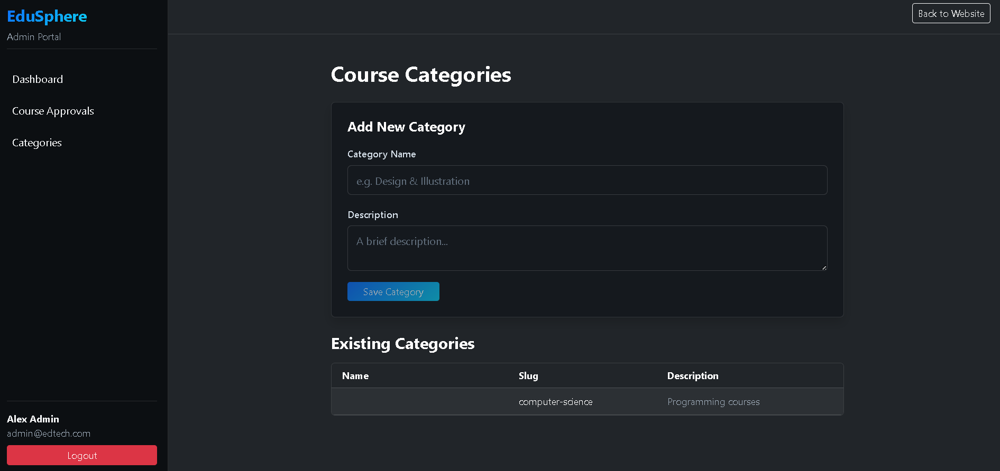 EduSphere
Admin Portal
Back to Website
Dashboard
Course Approvals
Categories
Course Categories
Add New Category
Category Name
e.g. Design & Illustration
Description
A brief description...
Save Category
Existing Categories
Name Slug Description
computer-science Programming courses
Alex Admin
admin@edtech.com
Logout